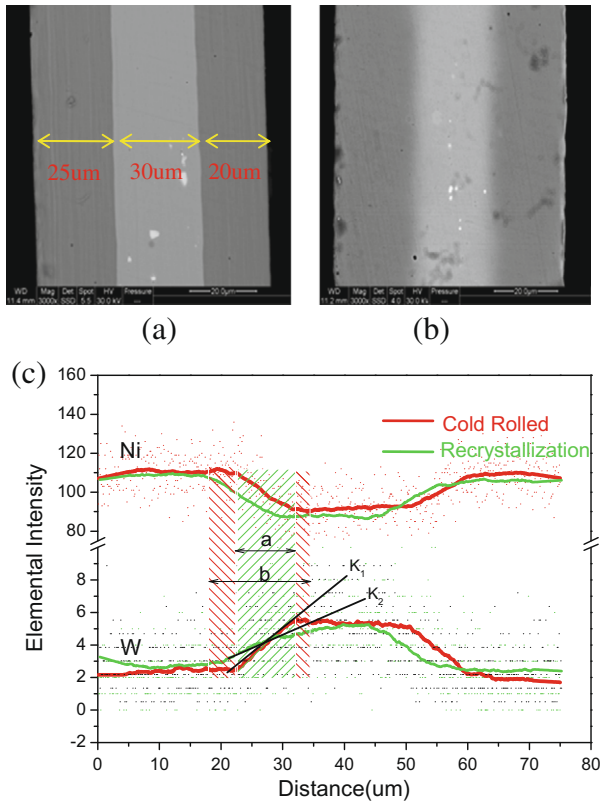 25um 30um 20um
WD Mag Det Spot HV Pressure
11.4 mm 3000x SSD 5.5 30.0 kV --- 20.0μm
WD Mag Det Spot HV Pressure
11.2 mm 3000x SSD 4.0 30.0 kV --- 20.0μm
(a) (b)
(c)
160
140
120
100
80
8
6
4
2
0
-2
Elemental Intensity
Ni
Cold Rolled
Recrystallization
a
b
K1
K2
W
0 10 20 30 40 50 60 70 80
Distance(um)